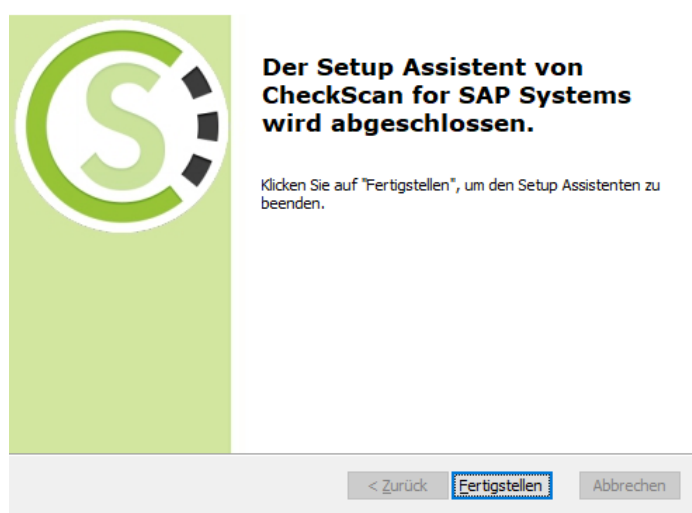 CS
Der Setup Assistent von
CheckScan for SAP Systems
wird abgeschlossen.
Klicken Sie auf "Fertigstellen", um den Setup Assistenten zu
beenden.
< Zurück Fertigstellen Abbrechen